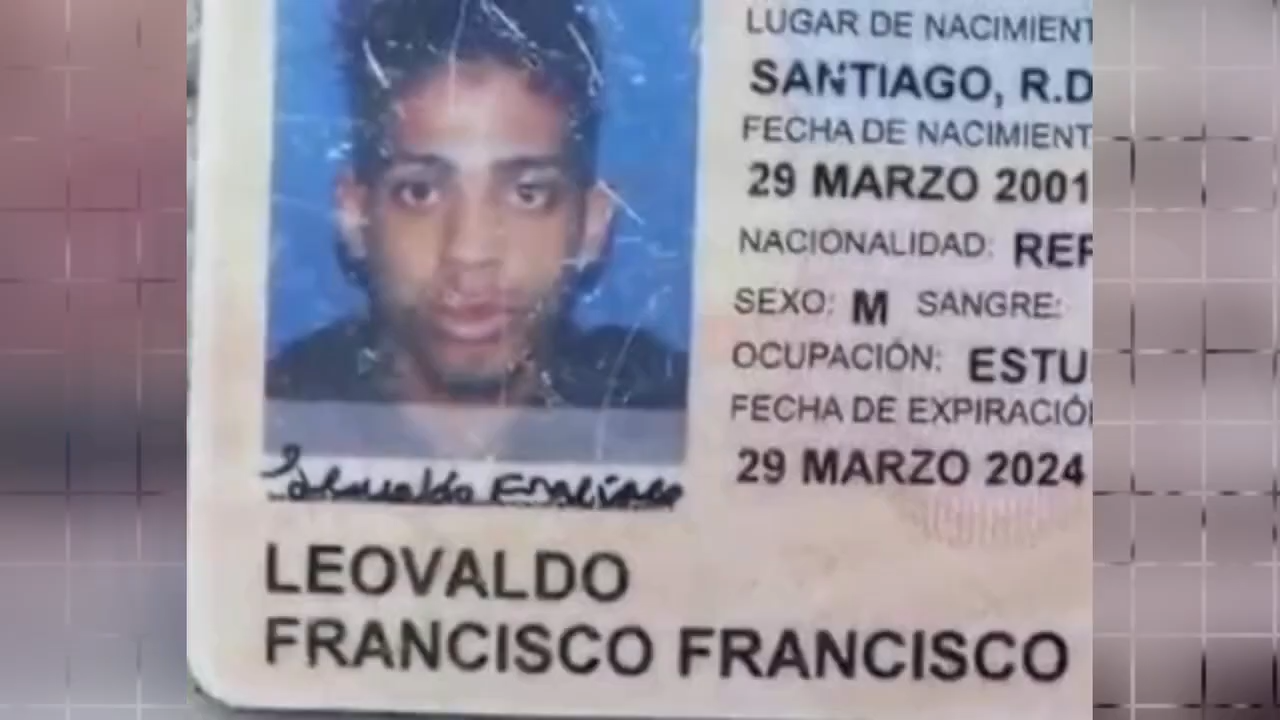 LUGAR DE NACIMIENT
SANTIAGO, R.D
FECHA DE NACIMIENT
29 MARZO 2001
NACIONALIDAD: REP
SEXO: M SANGRE:
OCUPACIÓN: ESTU
FECHA DE EXPIRACIÓ
29 MARZO 2024
LEOVALDO
FRANCISCO FRANCISCO